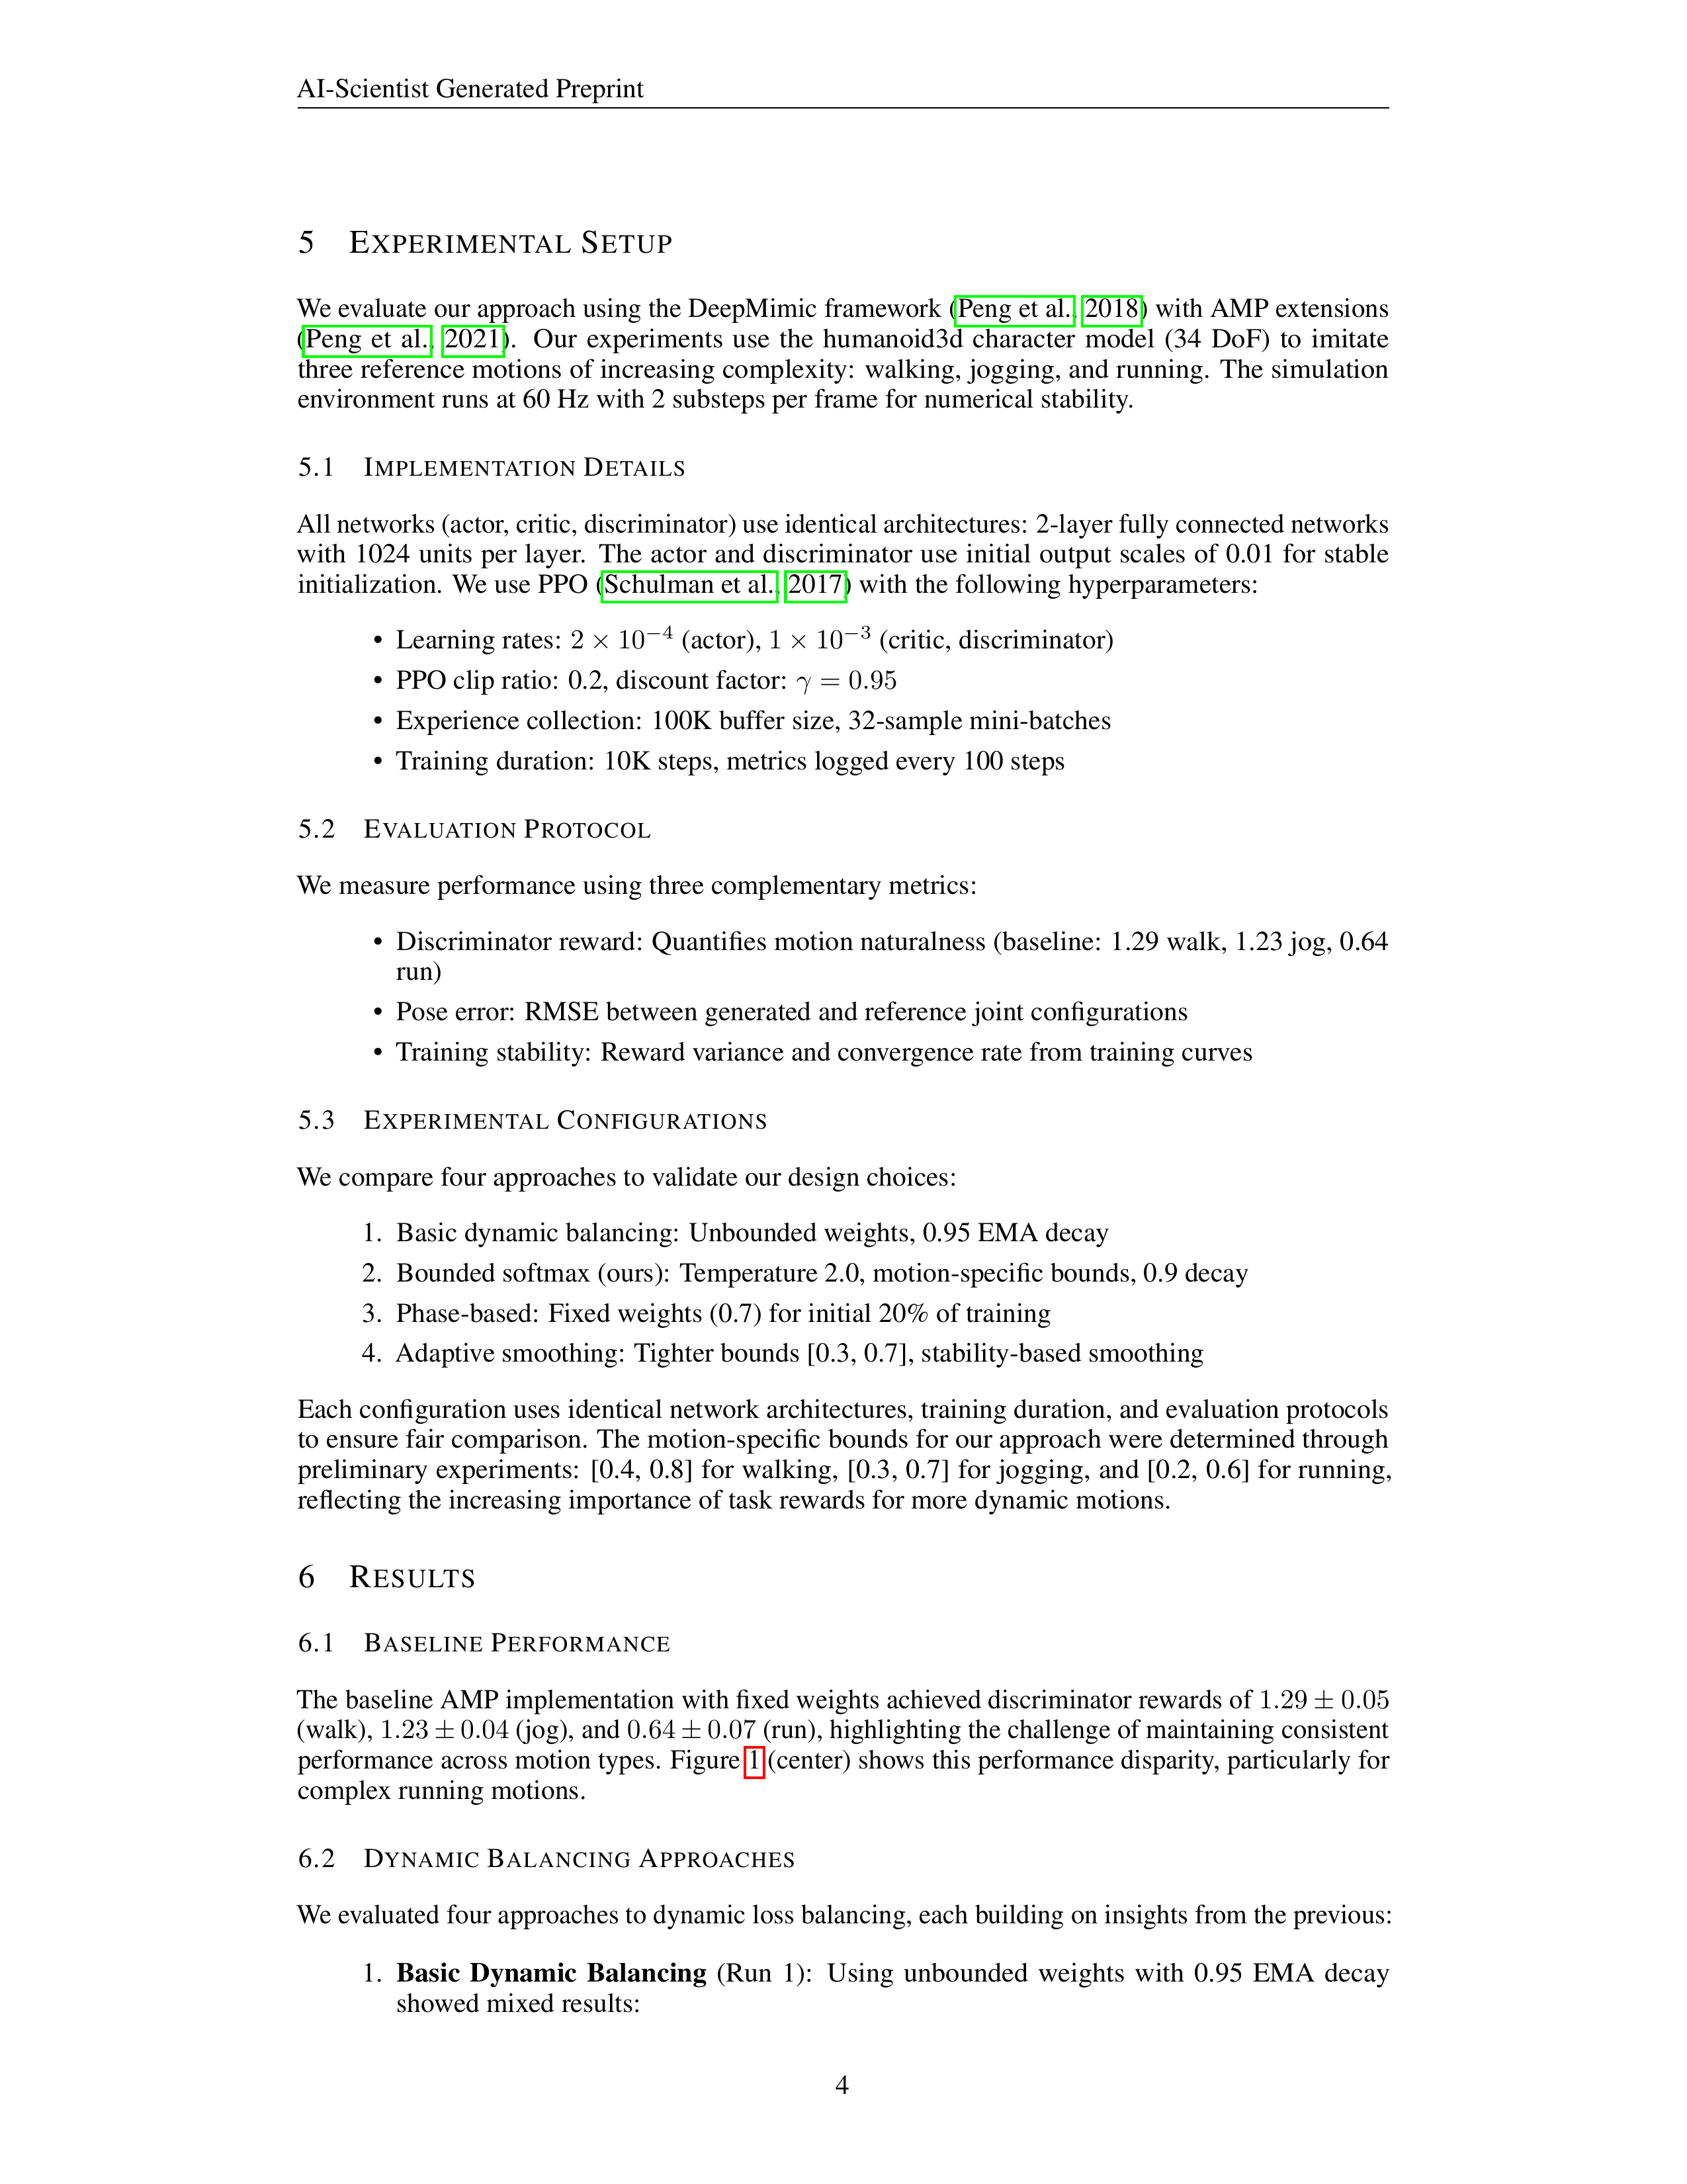 AI-Scientist Generated Preprint
5 EXPERIMENTAL SETUP
We evaluate our approach using the DeepMimic framework (Peng et al., 2018) with AMP extensions
(Peng et al., 2021). Our experiments use the humanoid3d character model (34 DoF) to imitate
three reference motions of increasing complexity: walking, jogging, and running. The simulation
environment runs at 60 Hz with 2 substeps per frame for numerical stability.
5.1 IMPLEMENTATION DETAILS
All networks (actor, critic, discriminator) use identical architectures: 2-layer fully connected networks
with 1024 units per layer. The actor and discriminator use initial output scales of 0.01 for stable
initialization. We use PPO (Schulman et al., 2017) with the following hyperparameters:
• Learning rates: 2 × 10⁻⁴ (actor), 1 × 10⁻³ (critic, discriminator)
• PPO clip ratio: 0.2, discount factor: γ = 0.95
• Experience collection: 100K buffer size, 32-sample mini-batches
• Training duration: 10K steps, metrics logged every 100 steps
5.2 EVALUATION PROTOCOL
We measure performance using three complementary metrics:
• Discriminator reward: Quantifies motion naturalness (baseline: 1.29 walk, 1.23 jog, 0.64
run)
• Pose error: RMSE between generated and reference joint configurations
• Training stability: Reward variance and convergence rate from training curves
5.3 EXPERIMENTAL CONFIGURATIONS
We compare four approaches to validate our design choices:
1. Basic dynamic balancing: Unbounded weights, 0.95 EMA decay
2. Bounded softmax (ours): Temperature 2.0, motion-specific bounds, 0.9 decay
3. Phase-based: Fixed weights (0.7) for initial 20% of training
4. Adaptive smoothing: Tighter bounds [0.3, 0.7], stability-based smoothing
Each configuration uses identical network architectures, training duration, and evaluation protocols
to ensure fair comparison. The motion-specific bounds for our approach were determined through
preliminary experiments: [0.4, 0.8] for walking, [0.3, 0.7] for jogging, and [0.2, 0.6] for running,
reflecting the increasing importance of task rewards for more dynamic motions.
6 RESULTS
6.1 BASELINE PERFORMANCE
The baseline AMP implementation with fixed weights achieved discriminator rewards of 1.29 ± 0.05
(walk), 1.23 ± 0.04 (jog), and 0.64 ± 0.07 (run), highlighting the challenge of maintaining consistent
performance across motion types. Figure 1 (center) shows this performance disparity, particularly for
complex running motions.
6.2 DYNAMIC BALANCING APPROACHES
We evaluated four approaches to dynamic loss balancing, each building on insights from the previous:
1. Basic Dynamic Balancing (Run 1): Using unbounded weights with 0.95 EMA decay
showed mixed results:
4